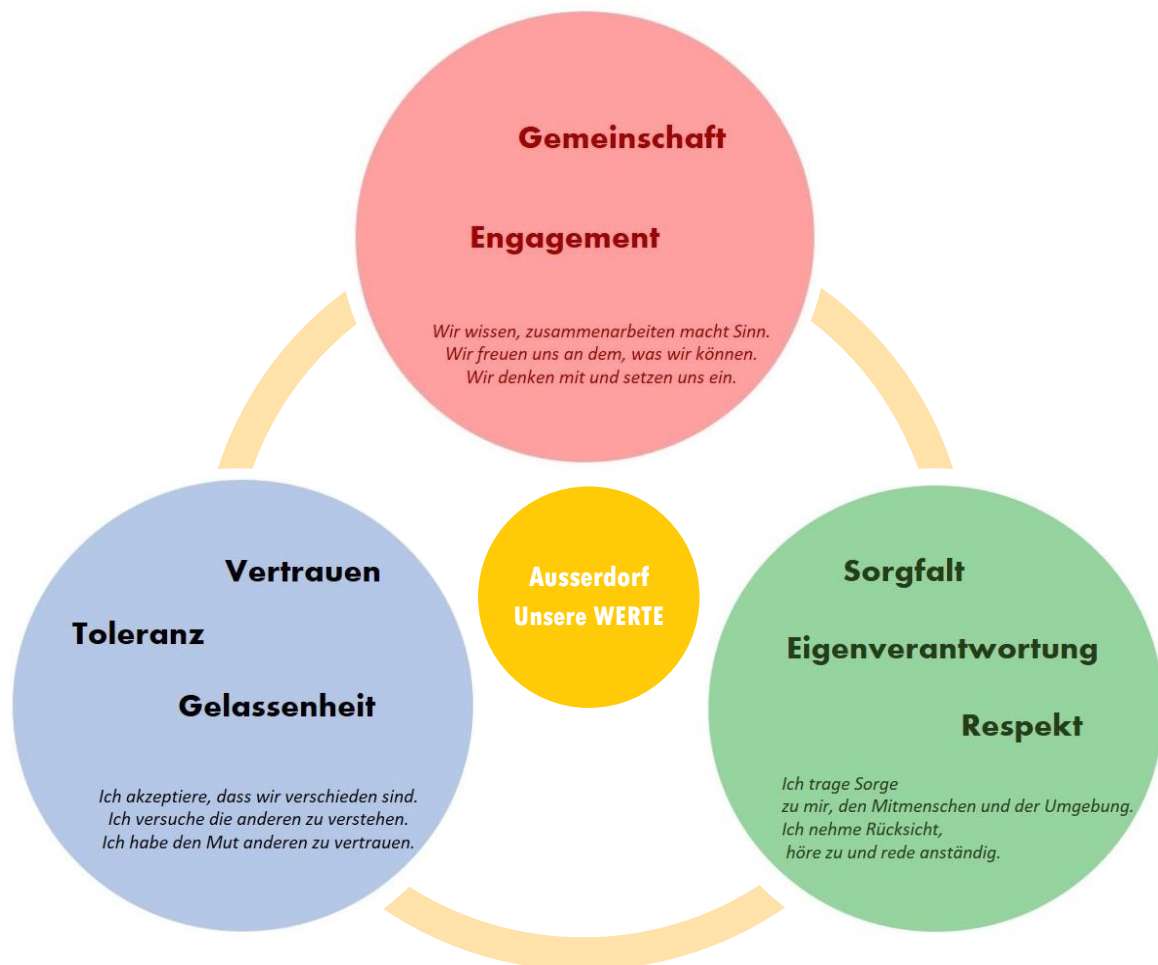 Gemeinschaft
Engagement
Wir wissen, zusammenarbeiten macht Sinn.
Wir freuen uns an dem, was wir können.
Wir denken mit und setzen uns ein.
Ausserdorf
Unsere WERTE
Vertrauen
Toleranz
Gelassenheit
Ich akzeptiere, dass wir verschieden sind.
Ich versuche die anderen zu verstehen.
Ich habe den Mut anderen zu vertrauen.
Sorgfalt
Eigenverantwortung
Respekt
Ich trage Sorge
zu mir, den Mitmenschen und der Umgebung.
Ich nehme Rücksicht,
höre zu und rede anständig.